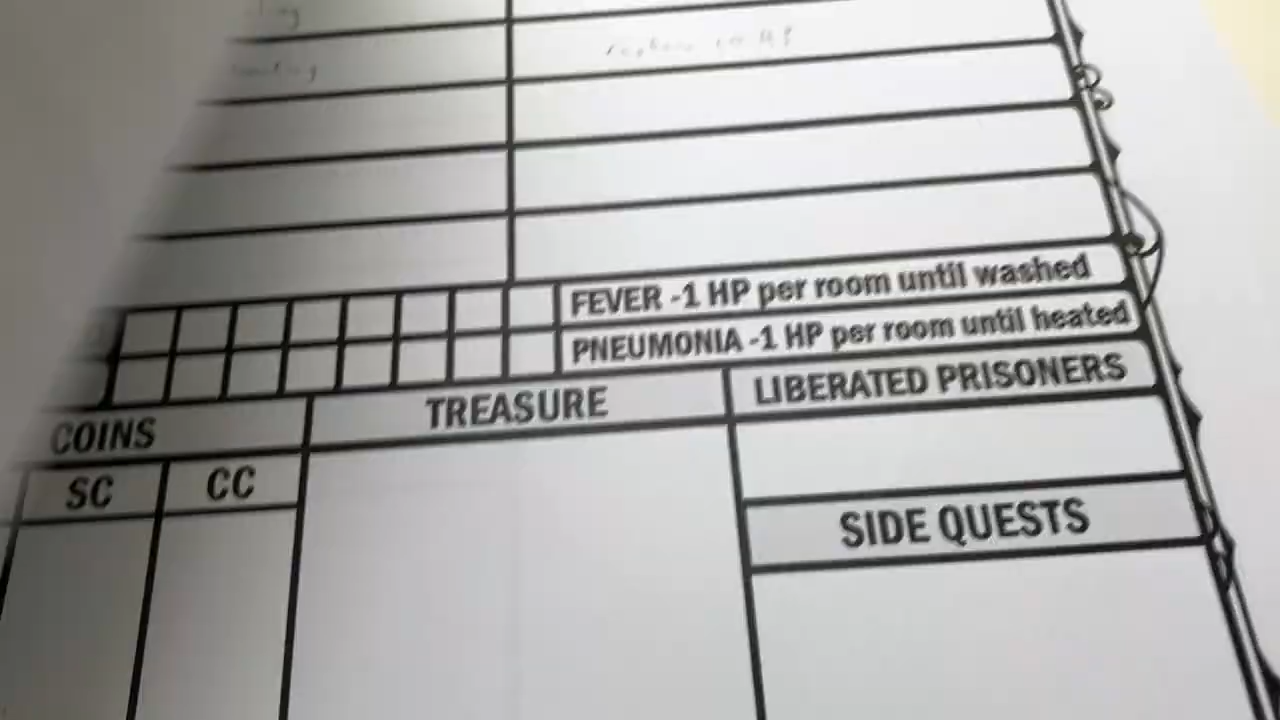 FEVER -1 HP per room until washed
PNEUMONIA -1 HP per room until heated
COINS TREASURE LIBERATED PRISONERS
SC CC
SIDE QUESTS